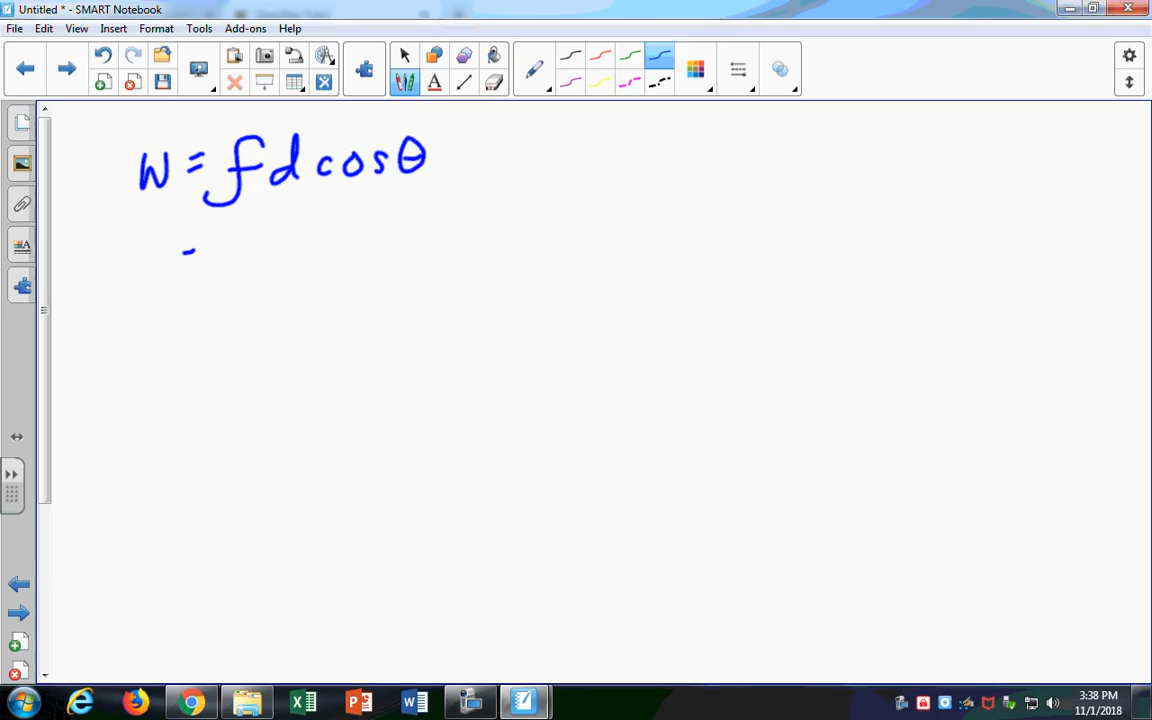 Untitled * - SMART Notebook
File Edit View Insert Format Tools Add-ons Help
W = fd cosθ
-
3:38 PM
11/1/2018